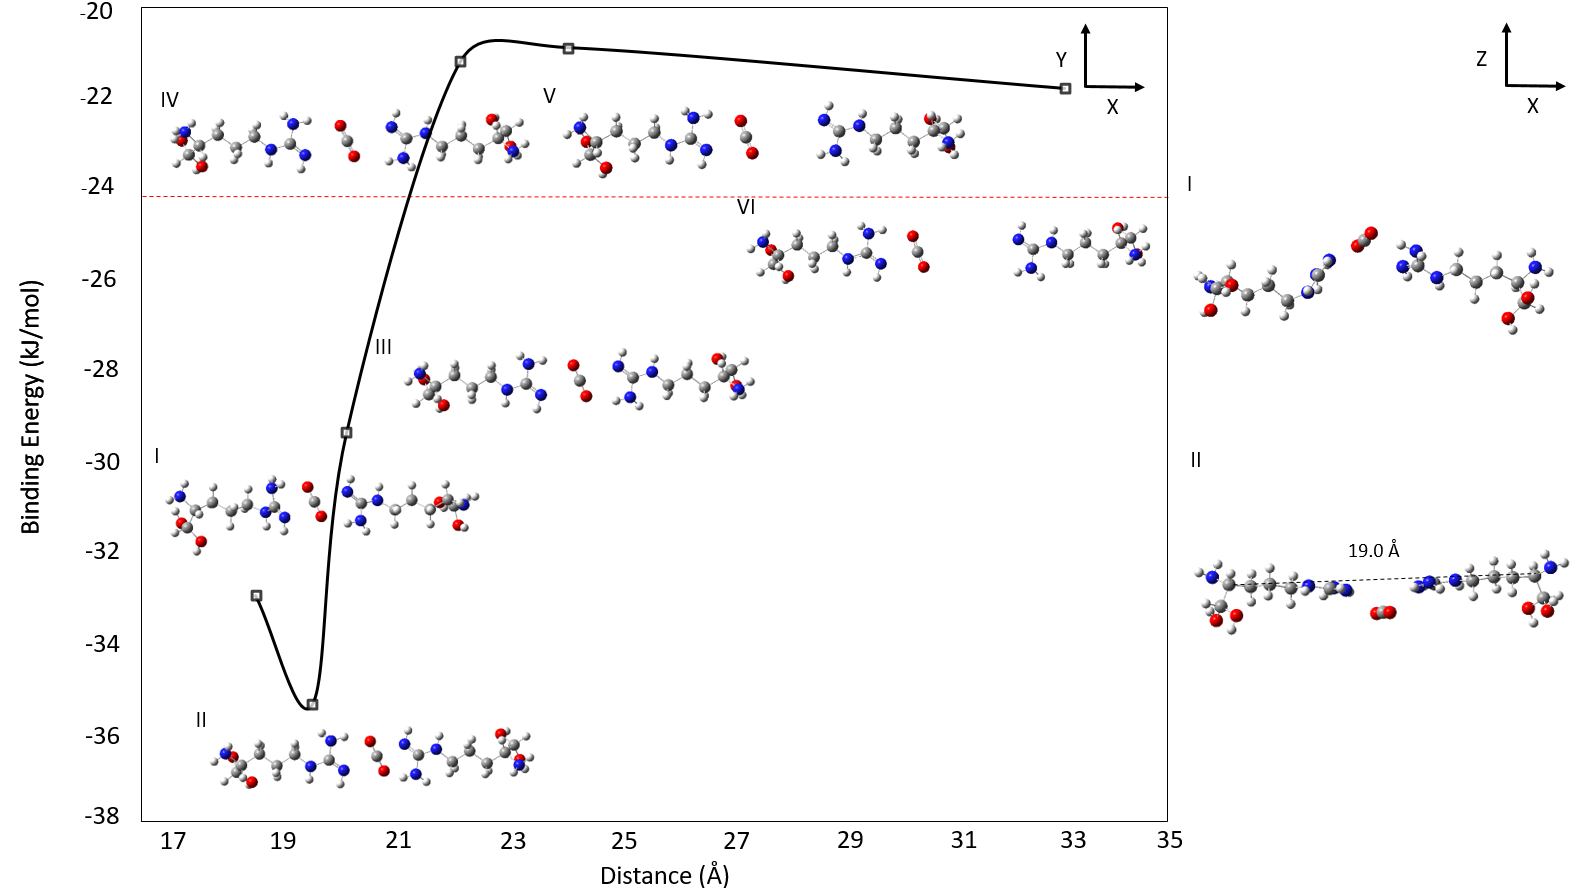 -20
-22
-24
-26
-28
-30
-32
-34
-36
-38
Binding Energy (kJ/mol)
17 19 21 23 25 27 29 31 33 35
Distance (Å)
IV
V
VI
III
I
II
Y
X
Z
X
I
II
19.0 Å